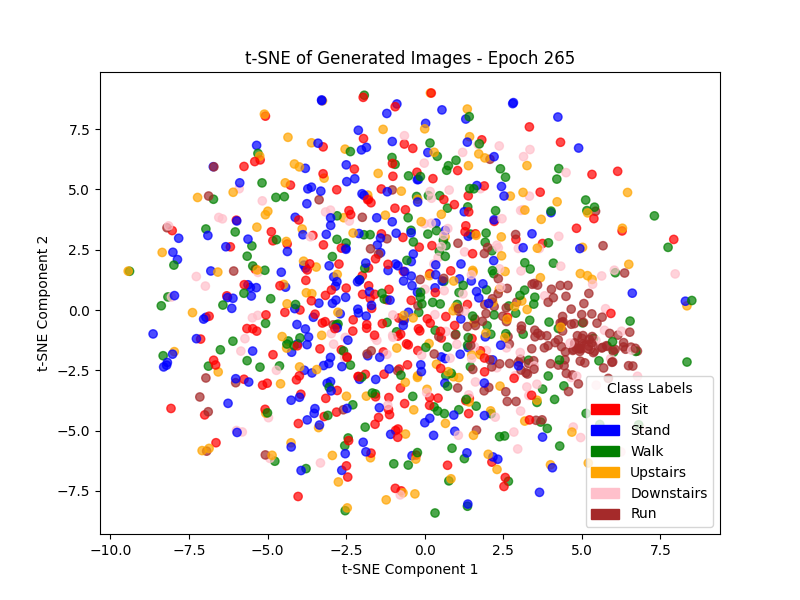 t-SNE of Generated Images - Epoch 265
t-SNE Component 2
7.5
5.0
2.5
0.0
−2.5
−5.0
−7.5
Class Labels
Sit
Stand
Walk
Upstairs
Downstairs
Run
−10.0 −7.5 −5.0 −2.5 0.0 2.5 5.0 7.5
t-SNE Component 1